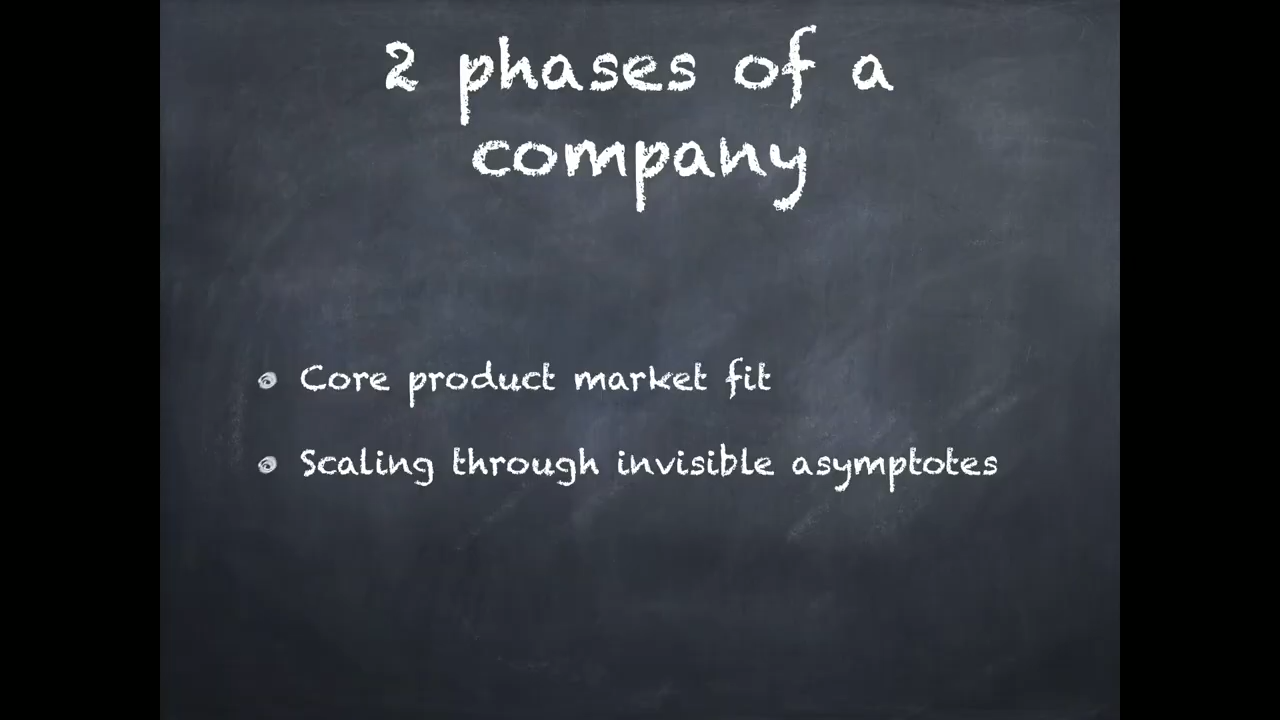 2 phases of a
company
Core product market fit
Scaling through invisible asymptotes